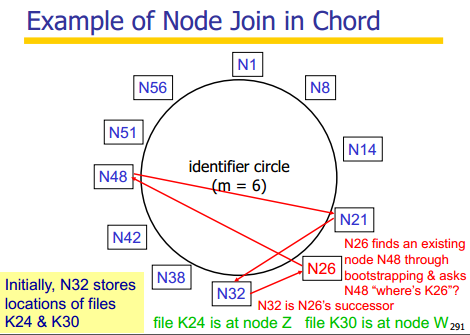 Example of Node Join in Chord
N1
N56
N8
N51
N14
identifier circle
(m = 6)
N48
N21
N26 finds an existing
node N48 through
bootstrapping & asks
N48 “where’s K26”?
N42
N26
N38
N32
N32 is N26’s successor
Initially, N32 stores
locations of files
K24 & K30
file K24 is at node Z file K30 is at node W
291